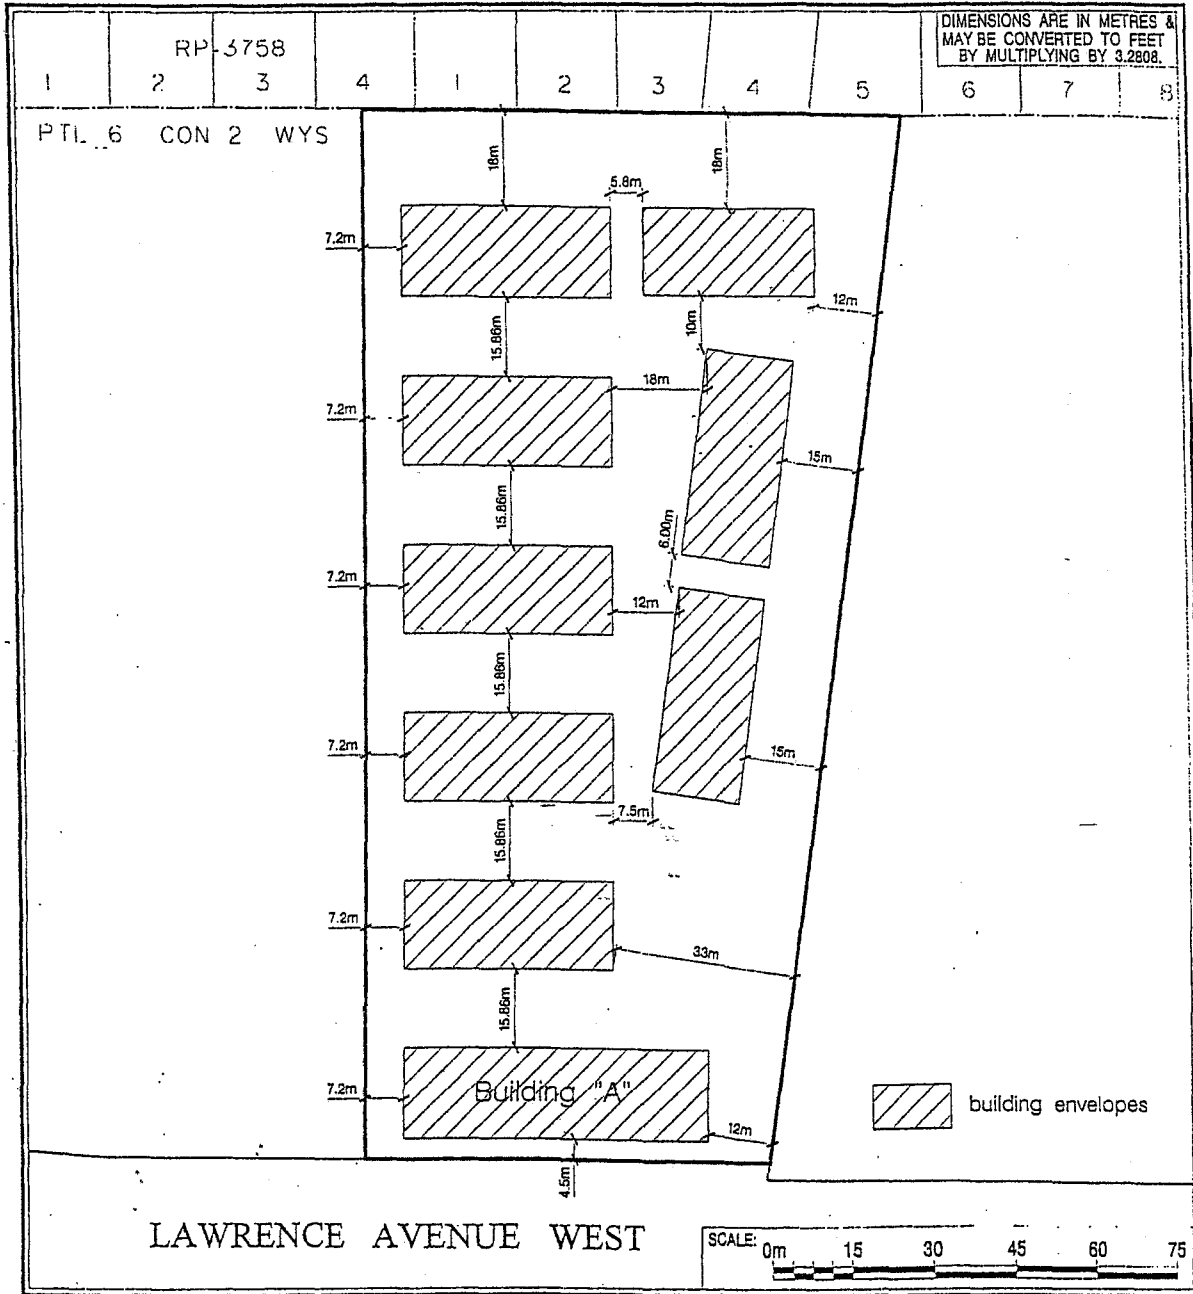 DIMENSIONS ARE IN METRES &
MAY BE CONVERTED TO FEET
BY MULTIPLYING BY 3.2808.
RP-3758
1 2 3 4 1 2 3 4 5 6 7 8
PTL 6 CON 2 WYS
18m
18m
5.8m
7.2m
12m
15.86m
10m
18m
7.2m
15m
15.86m
6.00m
7.2m
12m
15.86m
7.2m
15m
7.5m
15.86m
7.2m
33m
15.86m
7.2m
Building "A"
12m
building envelopes
4.5m
LAWRENCE AVENUE WEST
SCALE: 0m 15 30 45 60 75